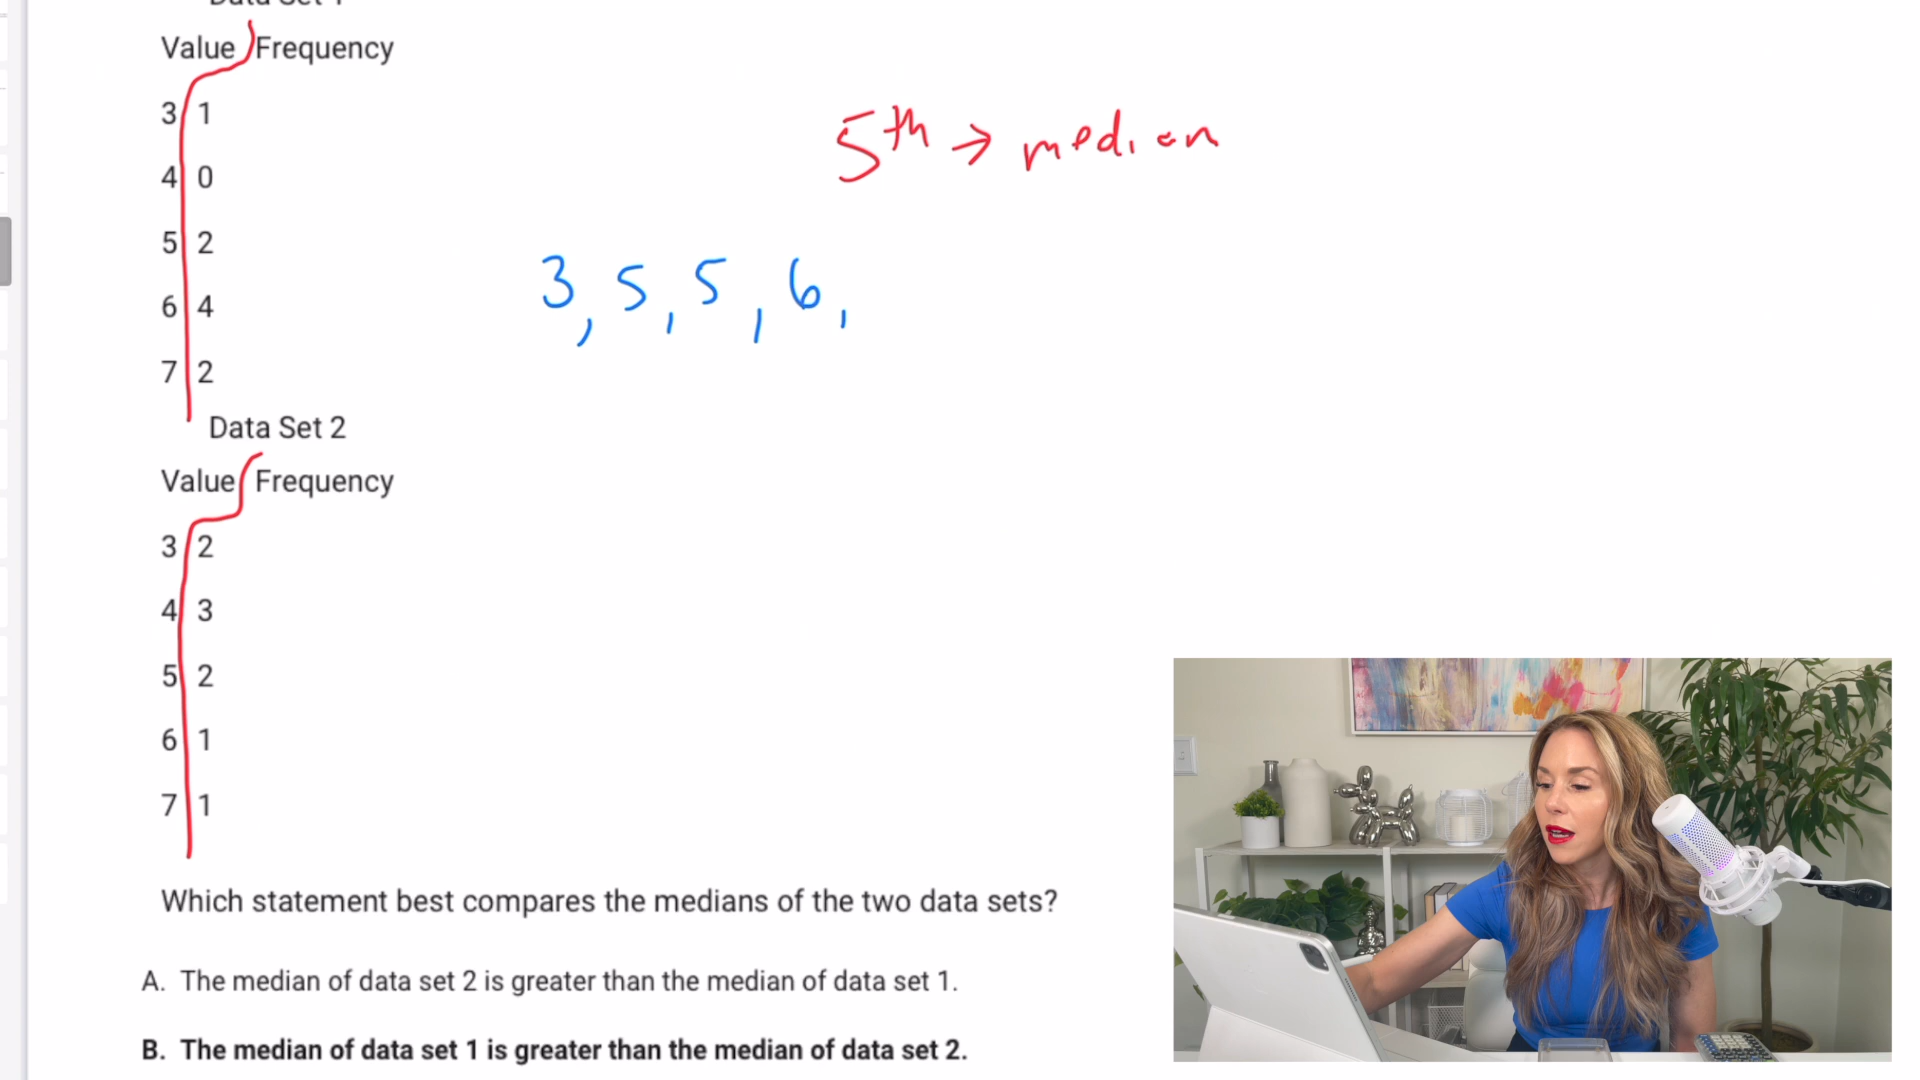 Data Set 1
Value Frequency
3 1
4 0
5 2
6 4
7 2
5th → median
3, 5, 5, 6,
Data Set 2
Value Frequency
3 2
4 3
5 2
6 1
7 1
Which statement best compares the medians of the two data sets?
A. The median of data set 2 is greater than the median of data set 1.
B. The median of data set 1 is greater than the median of data set 2.